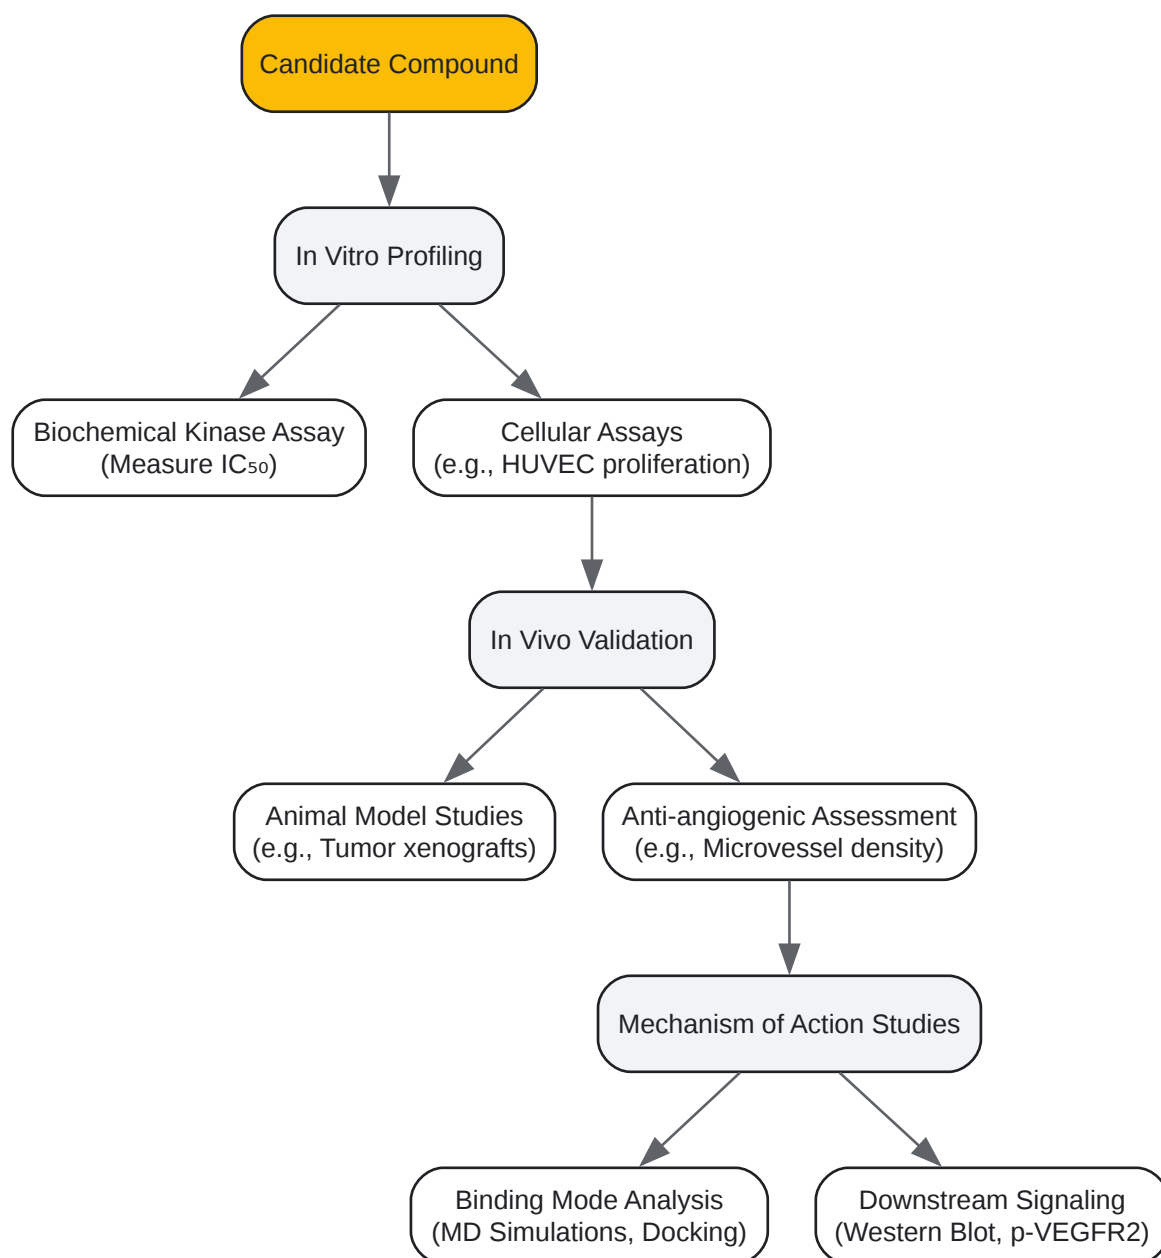 Candidate Compound
In Vitro Profiling
Biochemical Kinase Assay
(Measure IC₅₀)
Cellular Assays
(e.g., HUVEC proliferation)
In Vivo Validation
Animal Model Studies
(e.g., Tumor xenografts)
Anti-angiogenic Assessment
(e.g., Microvessel density)
Mechanism of Action Studies
Binding Mode Analysis
(MD Simulations, Docking)
Downstream Signaling
(Western Blot, p-VEGFR2)